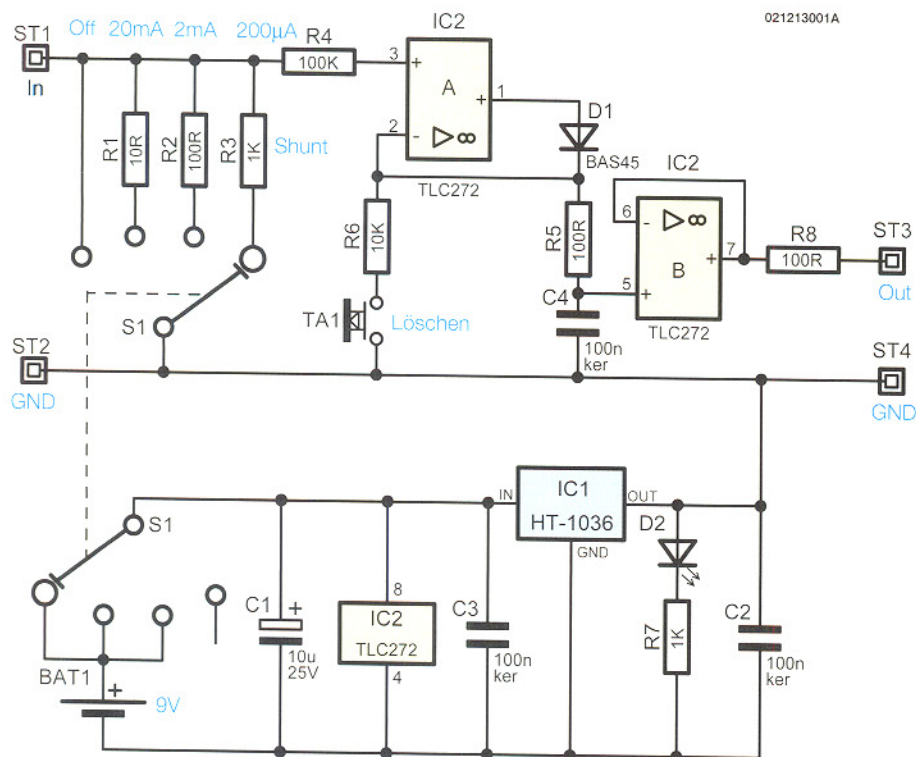 021213001A
ST1
In
Off 20mA 2mA 200µA
R1
10R
R2
100R
R3
1K
Shunt
R4
100K
IC2
3
+
A
+
1
2
-
▷∞
TLC272
D1
BAS45
R6
10K
TA1
Löschen
R5
100R
C4
100n
ker
IC2
6
-
▷∞
7
+
B
5
+
TLC272
R8
100R
ST3
Out
S1
ST2
GND
ST4
GND
S1
BAT1
+
9V
C1
+
10u
25V
8
IC2
TLC272
4
C3
100n
ker
IN
IC1
HT-1036
OUT
GND
D2
R7
1K
C2
100n
ker